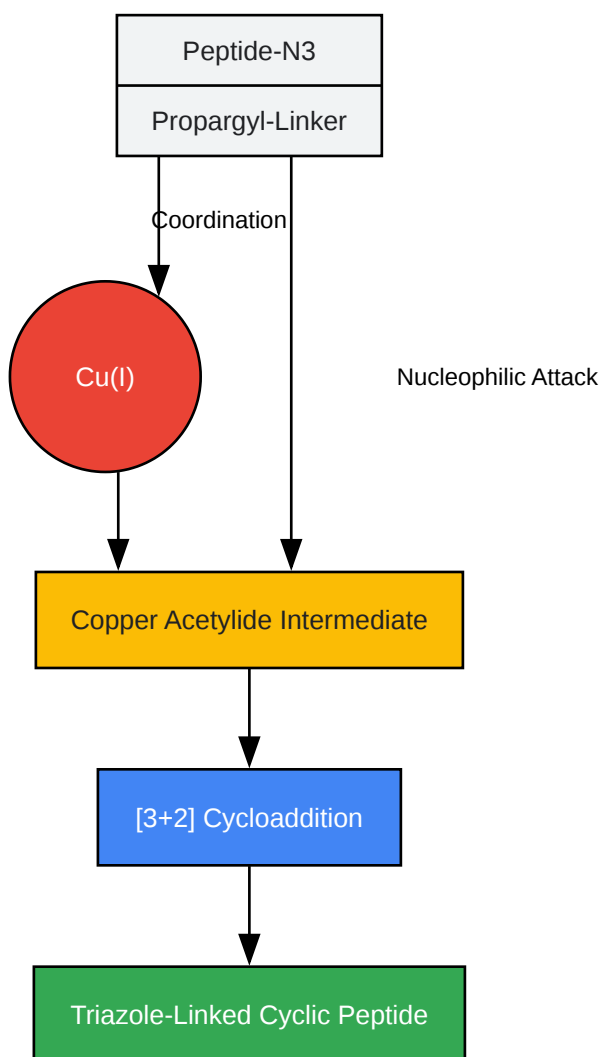 Peptide-N3
Propargyl-Linker
Coordination
Cu(I)
Nucleophilic Attack
Copper Acetylide Intermediate
[3+2] Cycloaddition
Triazole-Linked Cyclic Peptide